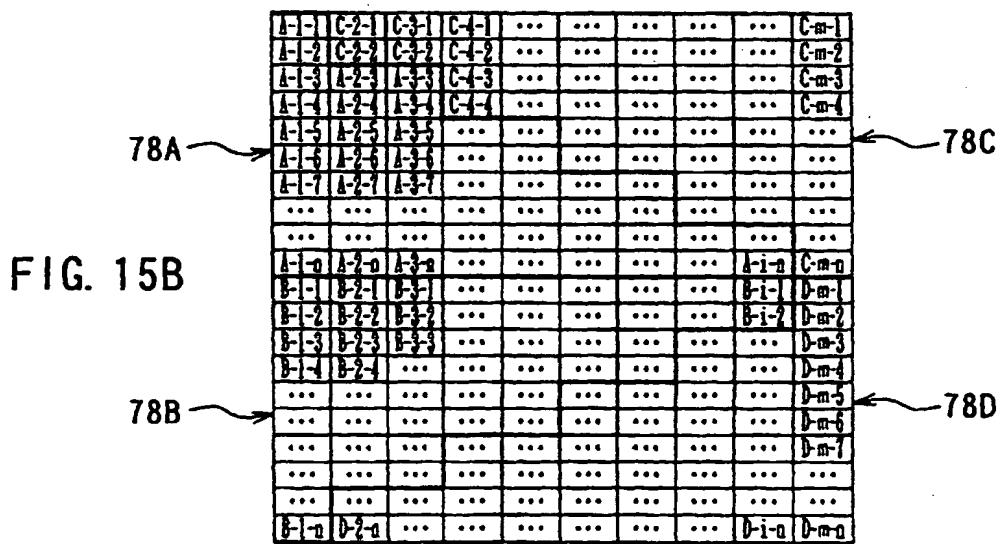 A-1-1 C-2-1 C-3-1 C-4-1 ... ... ... ... ... C-m-1
A-1-2 C-2-2 C-3-2 C-4-2 ... ... ... ... ... C-m-2
A-1-3 A-2-3 A-3-3 C-4-3 ... ... ... ... ... C-m-3
A-1-4 A-2-4 A-3-4 C-4-4 ... ... ... ... ... C-m-4
78A A-1-5 A-2-5 A-3-5 ... ... ... ... ... ... ... 78C
A-1-6 A-2-6 A-3-6 ... ... ... ... ... ... ...
A-1-7 A-2-7 A-3-7 ... ... ... ... ... ... ...
... ... ... ... ... ... ... ... ... ...
... ... ... ... ... ... ... ... ... ...
FIG. 15B A-1-n A-2-n A-3-n ... ... ... ... ... A-i-n C-m-n
B-1-1 B-2-1 B-3-1 ... ... ... ... ... B-i-1 D-m-1
B-1-2 B-2-2 B-3-2 ... ... ... ... ... B-i-2 D-m-2
B-1-3 B-2-3 B-3-3 ... ... ... ... ... ... D-m-3
B-1-4 B-2-4 ... ... ... ... ... ... ... D-m-4
78B ... ... ... ... ... ... ... ... ... D-m-5 78D
... ... ... ... ... ... ... ... ... D-m-6
... ... ... ... ... ... ... ... ... D-m-7
... ... ... ... ... ... ... ... ... ...
... ... ... ... ... ... ... ... ... ...
B-1-n D-2-n ... ... ... ... ... ... D-i-n D-m-n